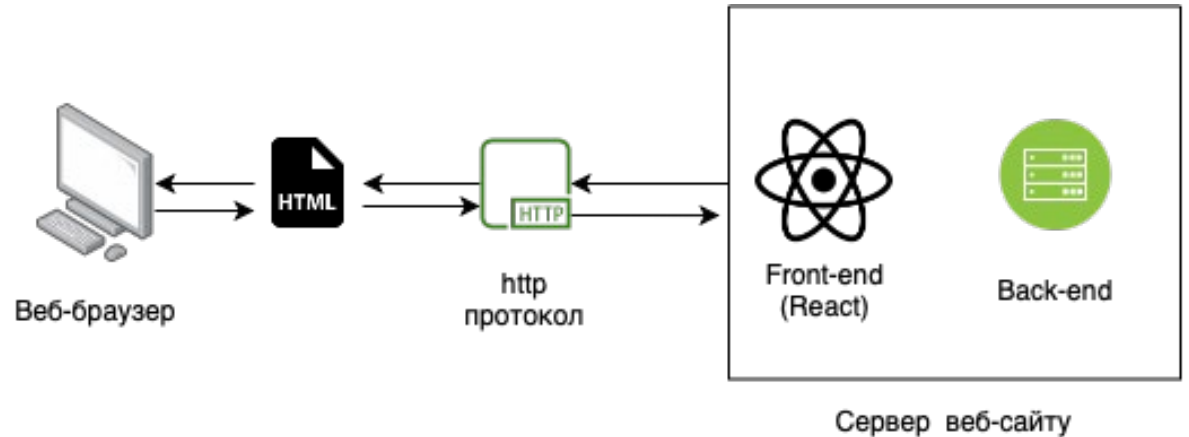 HTML
HTTP
Веб-браузер
http
протокол
Front-end
(React)
Back-end
Сервер веб-сайту